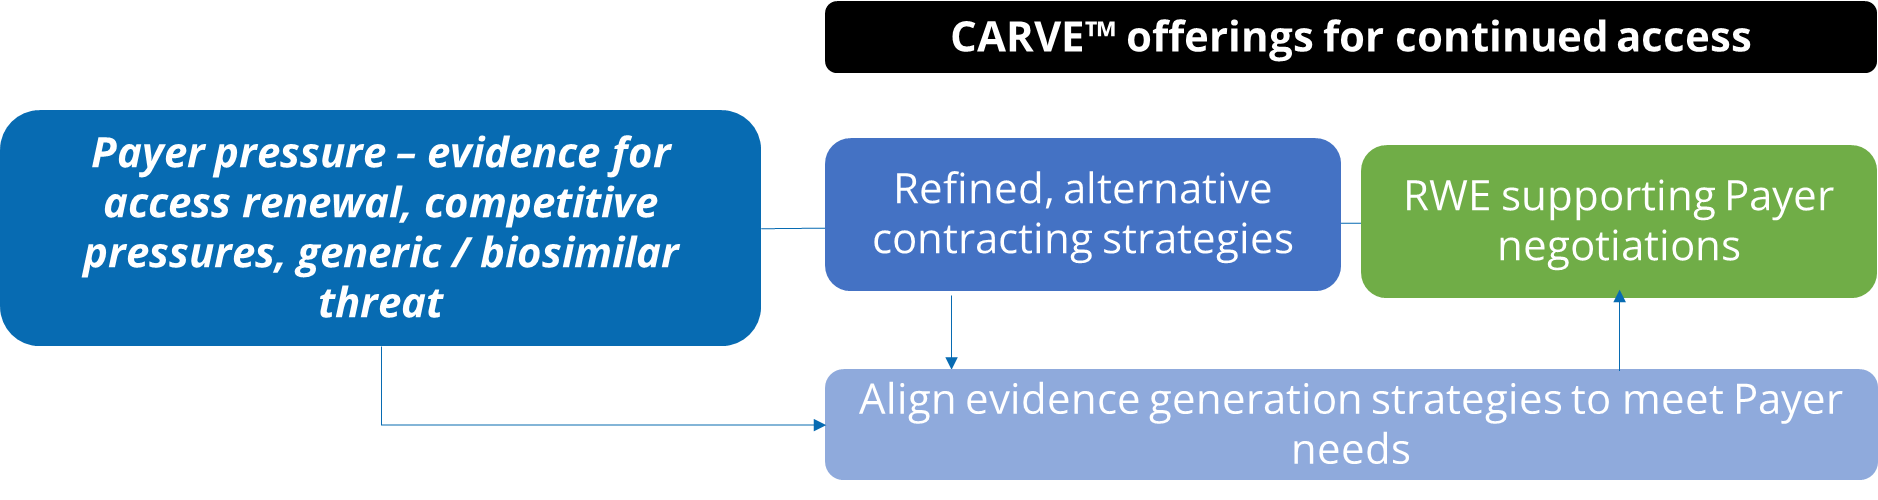 CARVE™ offerings for continued access
Payer pressure – evidence for
access renewal, competitive
pressures, generic / biosimilar
threat
Refined, alternative
contracting strategies
RWE supporting Payer
negotiations
Align evidence generation strategies to meet Payer
needs